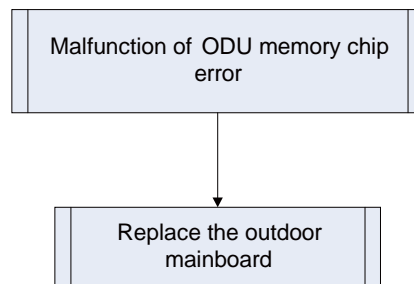 Malfunction of ODU memory chip
error
Replace the outdoor
mainboard